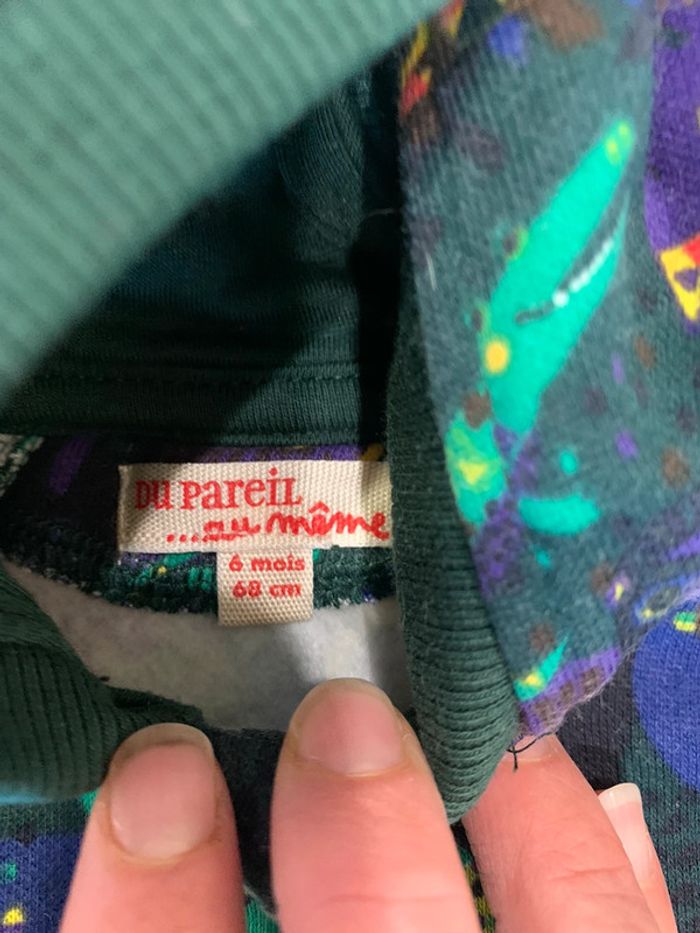 DU PAREIL
...au même
6 mois
68 cm